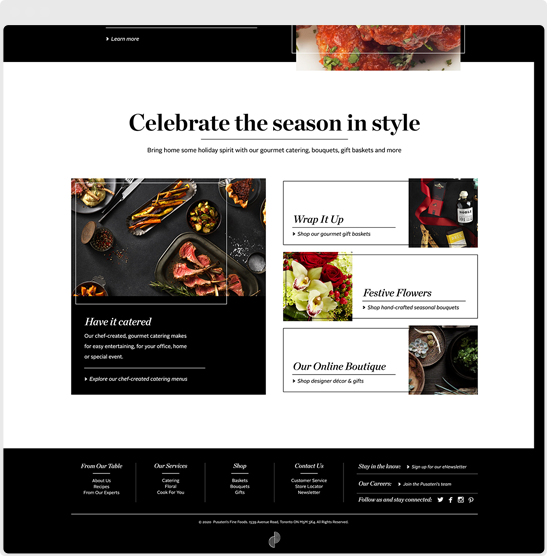 Learn more
Celebrate the season in style
Bring home some holiday spirit with our gourmet catering, bouquets, gift baskets and more
Have it catered
Our chef-created, gourmet catering makes
for easy entertaining, for your office, home
or special event.
Explore our chef-created catering menus
Wrap It Up
Shop our gourmet gift baskets
Festive Flowers
Shop hand-crafted seasonal bouquets
Our Online Boutique
Shop designer décor & gifts
From Our Table
About Us
Recipes
From Our Experts
Our Services
Catering
Floral
Cook For You
Shop
Baskets
Bouquets
Gifts
Contact Us
Customer Service
Store Locator
Newsletter
Stay in the know: Sign up for our eNewsletter
Our Careers: Join the Pusateri's team
Follow us and stay connected:
© 2020 Pusateri's Fine Foods. 1539 Avenue Road, Toronto ON M5M 3X4. All Rights Reserved.